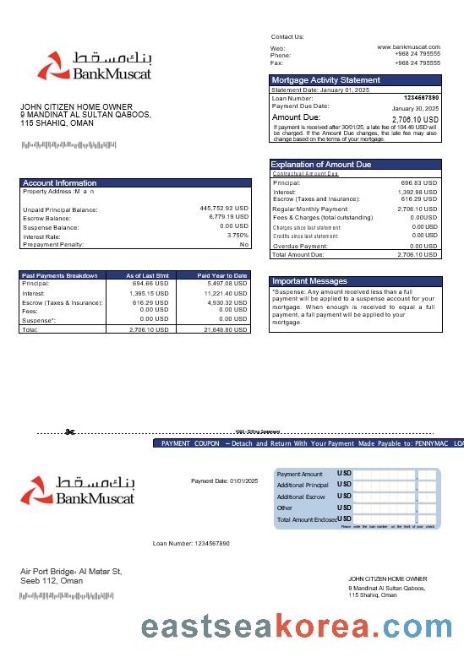 بنك مسقط
BankMuscat
JOHN CITIZEN HOME OWNER
9 MANDINAT AL SULTAN QABOOS,
115 SHAHIQ, OMAN
Contact Us:
Web: www.bankmuscat.com
Phone: +968 24 795555
Fax: +968 24 795555
Mortgage Activity Statement
Statement Date: January 01, 2025
Loan Number: 1234567890
Payment Due Date: January 30, 2025
Amount Due: 2,706.10 USD
If payment is received after 30/01/25, a late fee of 104.49 USD will
be charged. If the Amount Due changes, the late fee may also
change based on the terms of your mortgage.
Account Information
Property Address:
Unpaid Principal Balance: 445,752.92 USD
Escrow Balance: 6,779.19 USD
Suspense Balance: 0.00 USD
Interest Rate: 3.750%
Prepayment Penalty: No
Explanation of Amount Due
Contractual Amount Due
Principal: 696.83 USD
Interest: 1,392.98 USD
Escrow (Taxes and Insurance): 616.29 USD
Regular Monthly Payment: 2,706.10 USD
Fees & Charges (total outstanding) 0.00USD
Charges since last statement: 0.00 USD
Credits since last statement: 0.00 USD
Overdue Payment: 0.00 USD
Total Amount Due: 2,706.10 USD
Past Payments Breakdown As of Last Stmt Paid Year to Date
Principal: 694.66 USD 5,497.08 USD
Interest: 1,395.15 USD 11,221.40 USD
Escrow (Taxes & Insurance): 616.29 USD 4,930.32 USD
Fees: 0.00 USD 0.00 USD
Suspense*: 0.00 USD 0.00 USD
Total: 2,706.10 USD 21,648.80 USD
Important Messages
*Suspense: Any amount received less than a full
payment will be applied to a suspense account for your
mortgage. When enough is received to equal a full
payment, a full payment will be applied to your
mortgage.
PAYMENT COUPON – Detach and Return With Your Payment Made Payable to: PENNYMAC LOA
بنك مسقط
BankMuscat
Payment Date: 01/01/2025
Payment Amount USD
Additional Principal USD
Additional Escrow USD
Other USD
Total Amount Enclosed USD
Please write the loan number on the front of your check.
Loan Number: 1234567890
Air Port Bridge- Al Matar St,
Seeb 112, Oman
JOHN CITIZEN HOME OWNER
9 Mandinat Al Sultan Qaboos,
115 Shahiq, Oman
eastseakorea.com